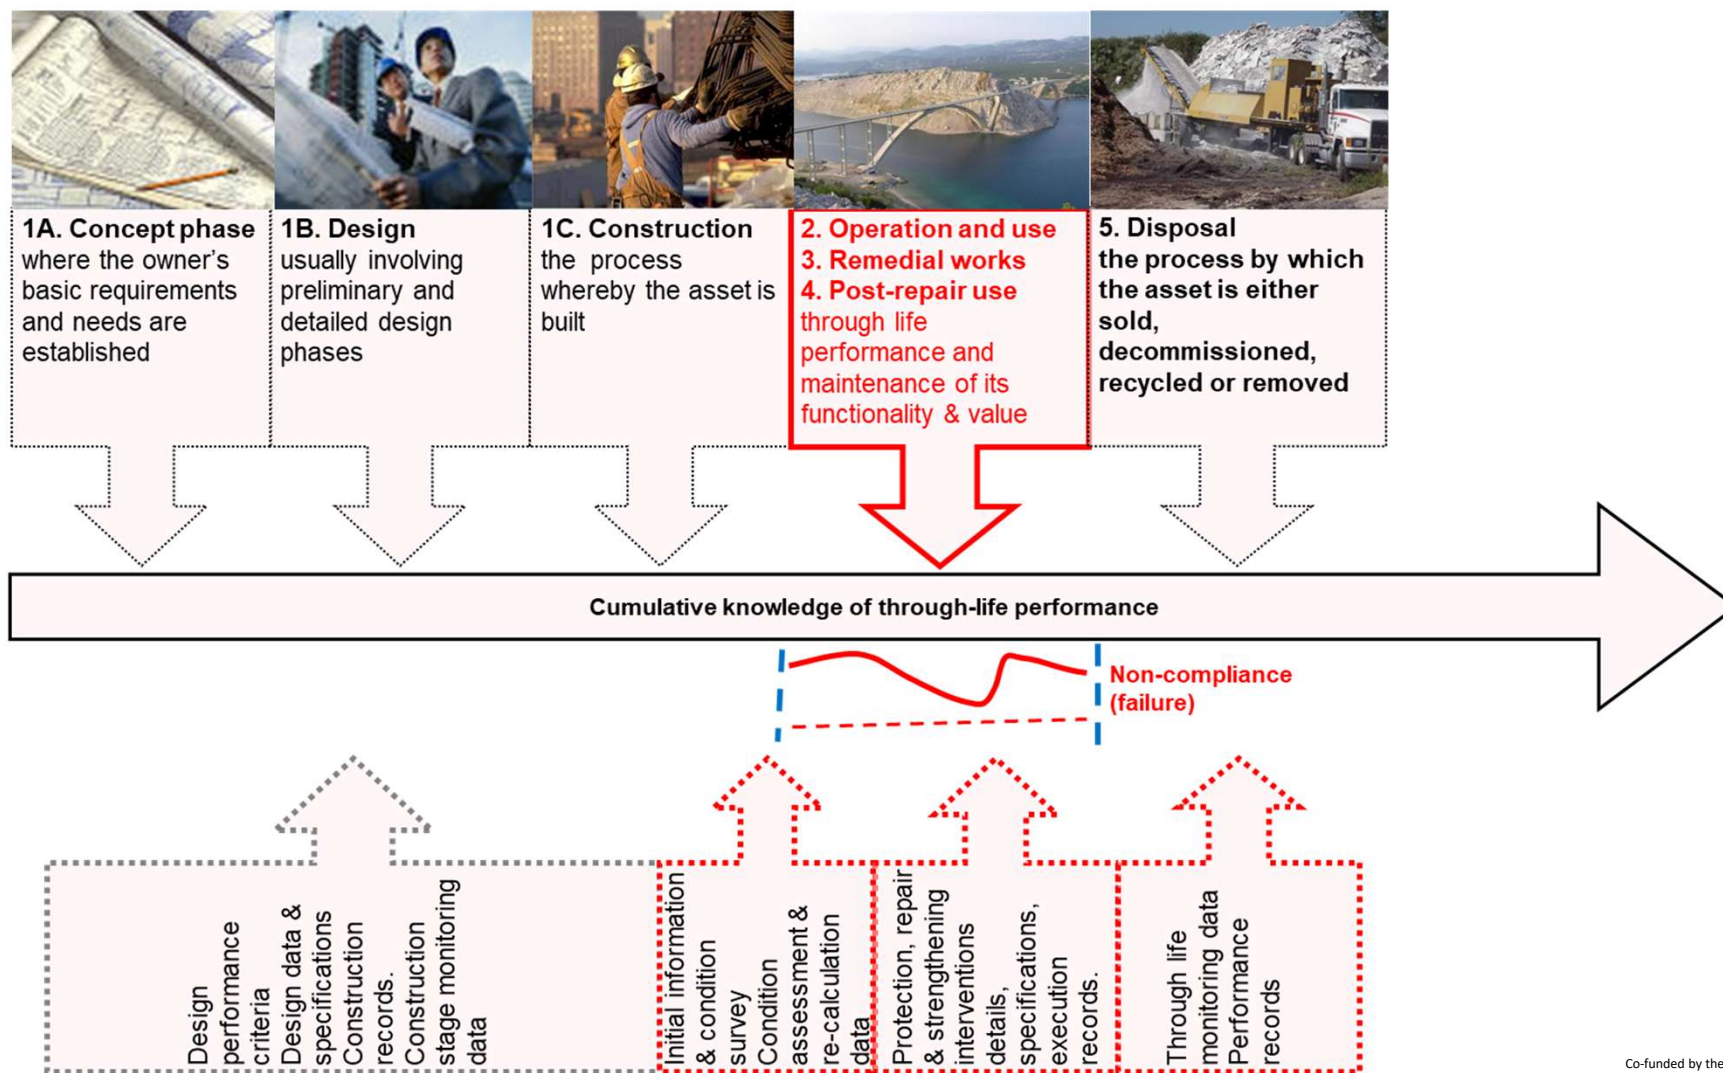 1A. Concept phase
where the owner's
basic requirements
and needs are
established
1B. Design
usually involving
preliminary and
detailed design
phases
1C. Construction
the process
whereby the asset is
built
2. Operation and use
3. Remedial works
4. Post-repair use
through life
performance and
maintenance of its
functionality & value
5. Disposal
the process by which
the asset is either
sold,
decommissioned,
recycled or removed
Cumulative knowledge of through-life performance
Non-compliance
(failure)
Design
performance
criteria
Design data &
specifications
Construction
records.
Construction
stage monitoring
data
Initial information
& condition
survey
Condition
assessment &
re-calculation
data
Protection, repair
& strengthening
interventions
details,
specifications,
execution
records.
Through life
monitoring data
Performance
records
Co-funded by the